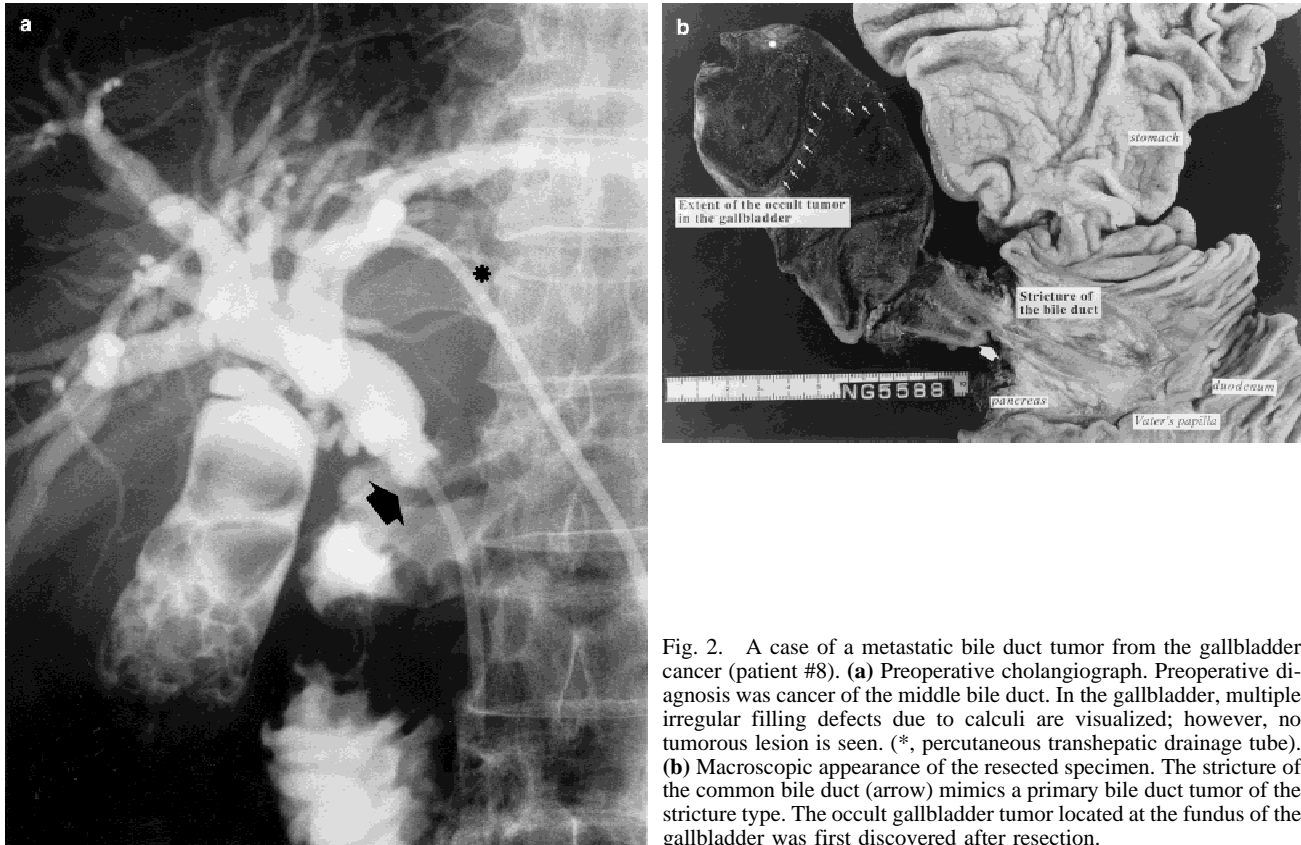 a
b
stomach
Extent of the occult tumor
in the gallbladder
Stricture of
the bile duct
NG5588
pancreas
duodenum
Vater's papilla
Fig. 2. A case of a metastatic bile duct tumor from the gallbladder
cancer (patient #8). (a) Preoperative cholangiograph. Preoperative di-
agnosis was cancer of the middle bile duct. In the gallbladder, multiple
irregular filling defects due to calculi are visualized; however, no
tumorous lesion is seen. (*, percutaneous transhepatic drainage tube).
(b) Macroscopic appearance of the resected specimen. The stricture of
the common bile duct (arrow) mimics a primary bile duct tumor of the
stricture type. The occult gallbladder tumor located at the fundus of the
gallbladder was first discovered after resection.